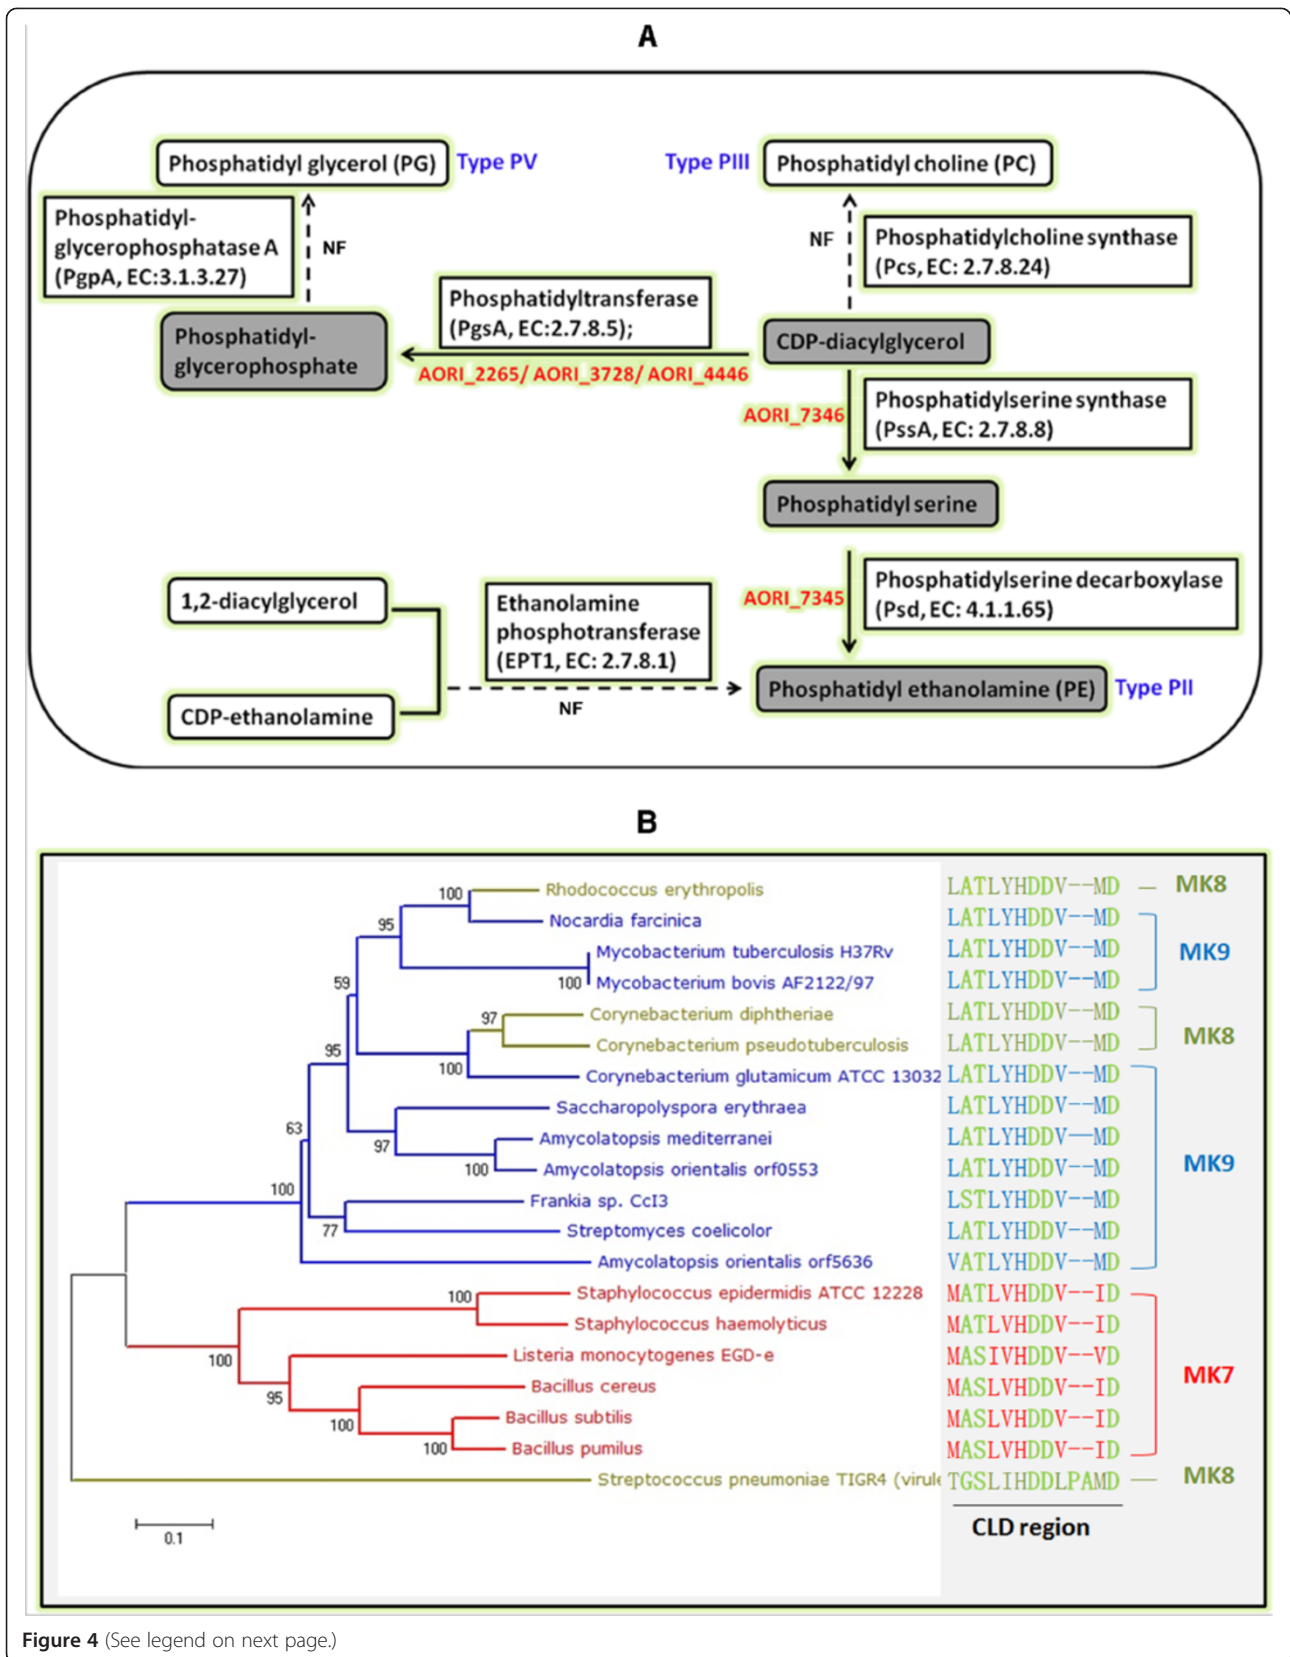 A
Phosphatidyl glycerol (PG) Type PV
Type PIII Phosphatidyl choline (PC)
Phosphatidyl-
glycerophosphatase A
(PgpA, EC:3.1.3.27)
NF
NF
Phosphatidylcholine synthase
(Pcs, EC: 2.7.8.24)
Phosphatidyltransferase
(PgsA, EC:2.7.8.5);
Phosphatidyl-
glycerophosphate
CDP-diacylglycerol
AORI_2265/ AORI_3728/ AORI_4446
AORI_7346
Phosphatidylserine synthase
(PssA, EC: 2.7.8.8)
Phosphatidyl serine
1,2-diacylglycerol
Ethanolamine
phosphotransferase
(EPT1, EC: 2.7.8.1)
AORI_7345
Phosphatidylserine decarboxylase
(Psd, EC: 4.1.1.65)
CDP-ethanolamine
NF
Phosphatidyl ethanolamine (PE) Type PII
B
100 Rhodococcus erythropolis LATLYHDDV--MD MK8
95 Nocardia farcinica LATLYHDDV--MD
Mycobacterium tuberculosis H37Rv LATLYHDDV--MD MK9
59 100 Mycobacterium bovis AF2122/97 LATLYHDDV--MD
97 Corynebacterium diphtheriae LATLYHDDV--MD
95 Corynebacterium pseudotuberculosis LATLYHDDV--MD MK8
100 Corynebacterium glutamicum ATCC 13032 LATLYHDDV--MD
Saccharopolyspora erythraea LATLYHDDV--MD
63 97 Amycolatopsis mediterranei LATLYHDDV--MD
100 Amycolatopsis orientalis orf0553 LATLYHDDV--MD MK9
100 Frankia sp. CcI3 LSTLYHDDV--MD
77 Streptomyces coelicolor LATLYHDDV--MD
Amycolatopsis orientalis orf5636 VATLYHDDV--MD
100 Staphylococcus epidermidis ATCC 12228 MATLVHDDV--ID
Staphylococcus haemolyticus MATLVHDDV--ID
100 Listeria monocytogenes EGD-e MASIVHDDV--VD
95 Bacillus cereus MASLVHDDV--ID MK7
100 Bacillus subtilis MASLVHDDV--ID
100 Bacillus pumilus MASLVHDDV--ID
Streptococcus pneumoniae TIGR4 (virule TGSLIHDDLPAMD MK8
0.1
CLD region
Figure 4 (See legend on next page.)